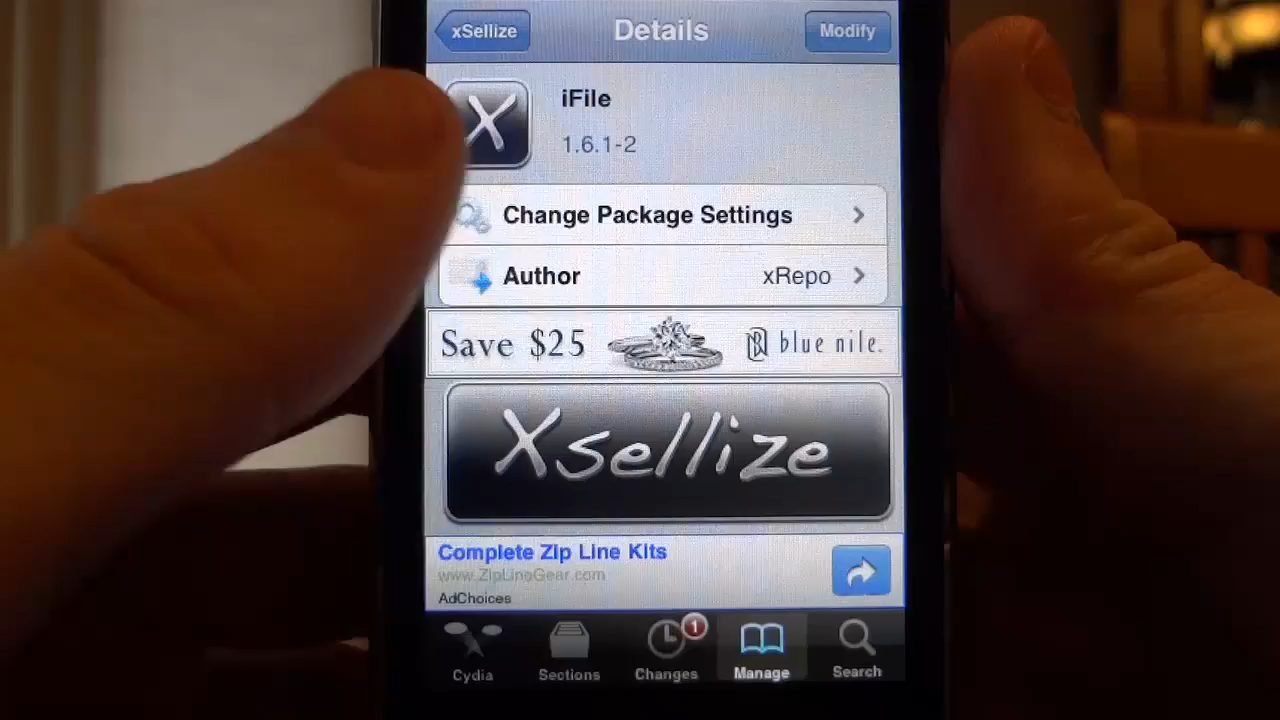 xSellize
Details
Modify
X
iFile
1.6.1-2
Change Package Settings
Author
xRepo
Save $25
blue nile.
Xsellize
Complete Zip Line Kits
www.ZipLineGear.com
AdChoices
1
Cydia
Sections
Changes
Manage
Search